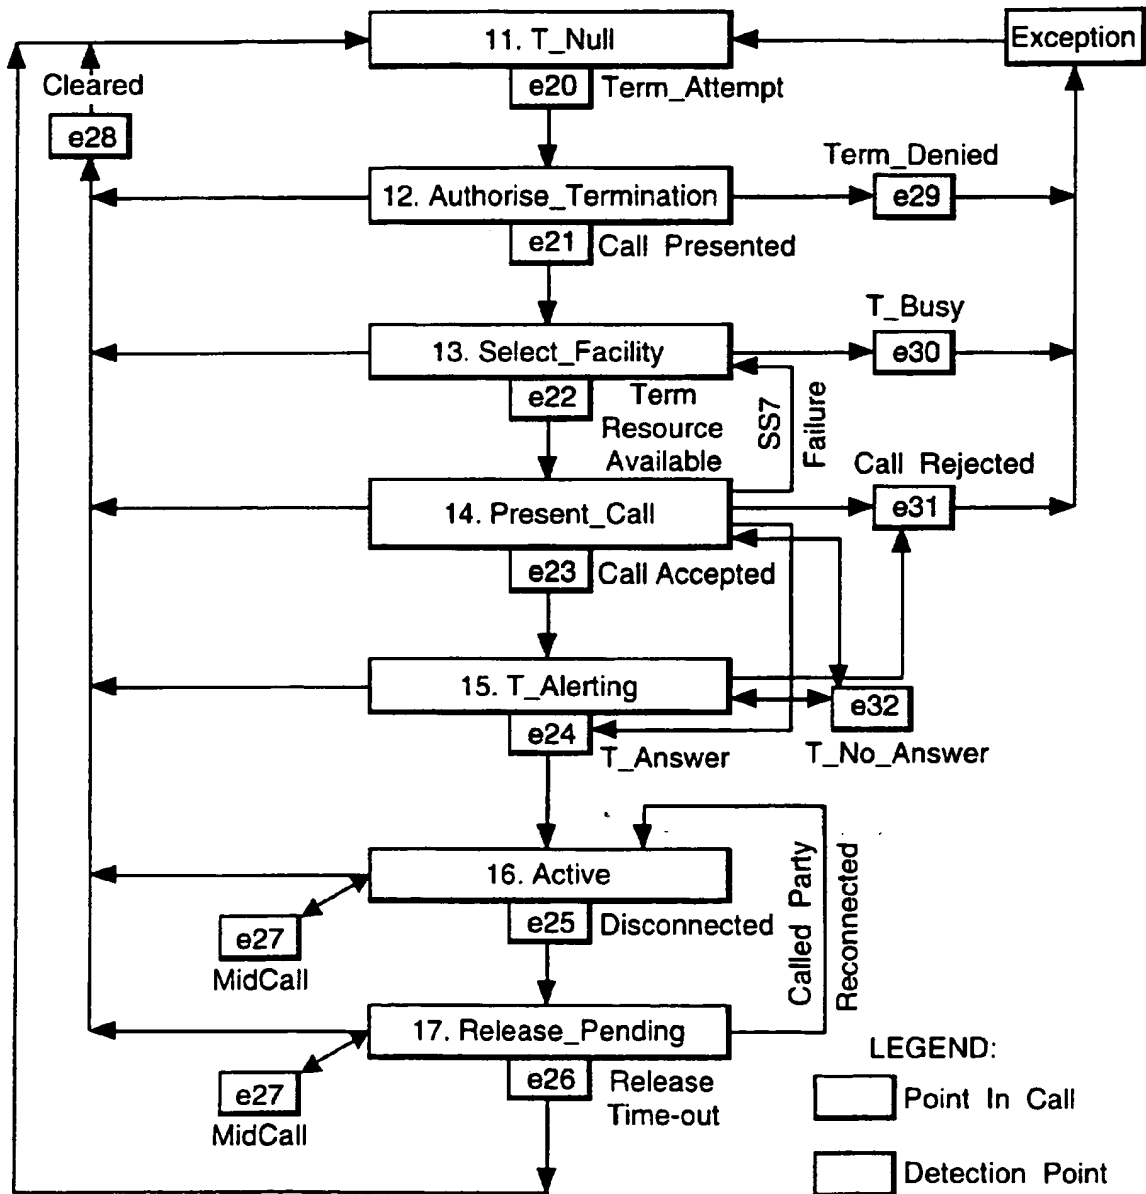 11. T_Null
Exception
e20 Term_Attempt
Cleared
e28
Term_Denied
12. Authorise_Termination
e29
e21 Call Presented
T_Busy
13. Select_Facility
e30
e22 Term
Resource
Available
SS7
Failure
Call Rejected
14. Present_Call
e31
e23 Call Accepted
15. T_Alerting
e32
e24 T_Answer
T_No_Answer
16. Active
e25 Disconnected
e27
MidCall
Called Party
Reconnected
17. Release_Pending
e26 Release
Time-out
e27
MidCall
LEGEND:
Point In Call
Detection Point